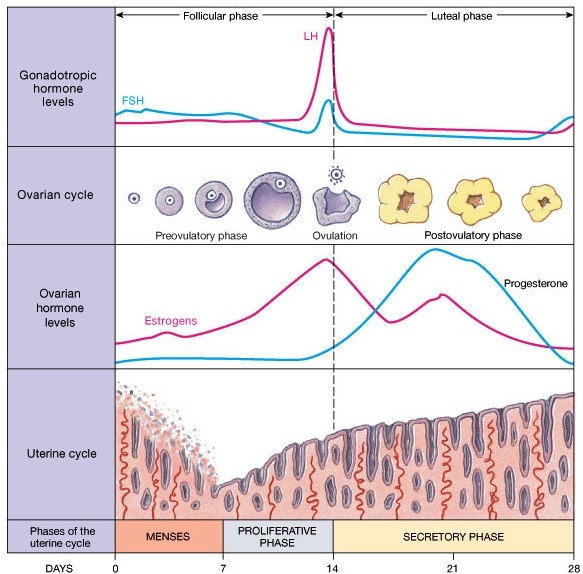 Follicular phase
Luteal phase
Gonadotropic
hormone
levels
FSH
LH
Ovarian cycle
Preovulatory phase
Ovulation
Postovulatory phase
Ovarian
hormone
levels
Estrogens
Progesterone
Uterine cycle
Phases of the
uterine cycle
MENSES
PROLIFERATIVE
PHASE
SECRETORY PHASE
DAYS
0
7
14
21
28